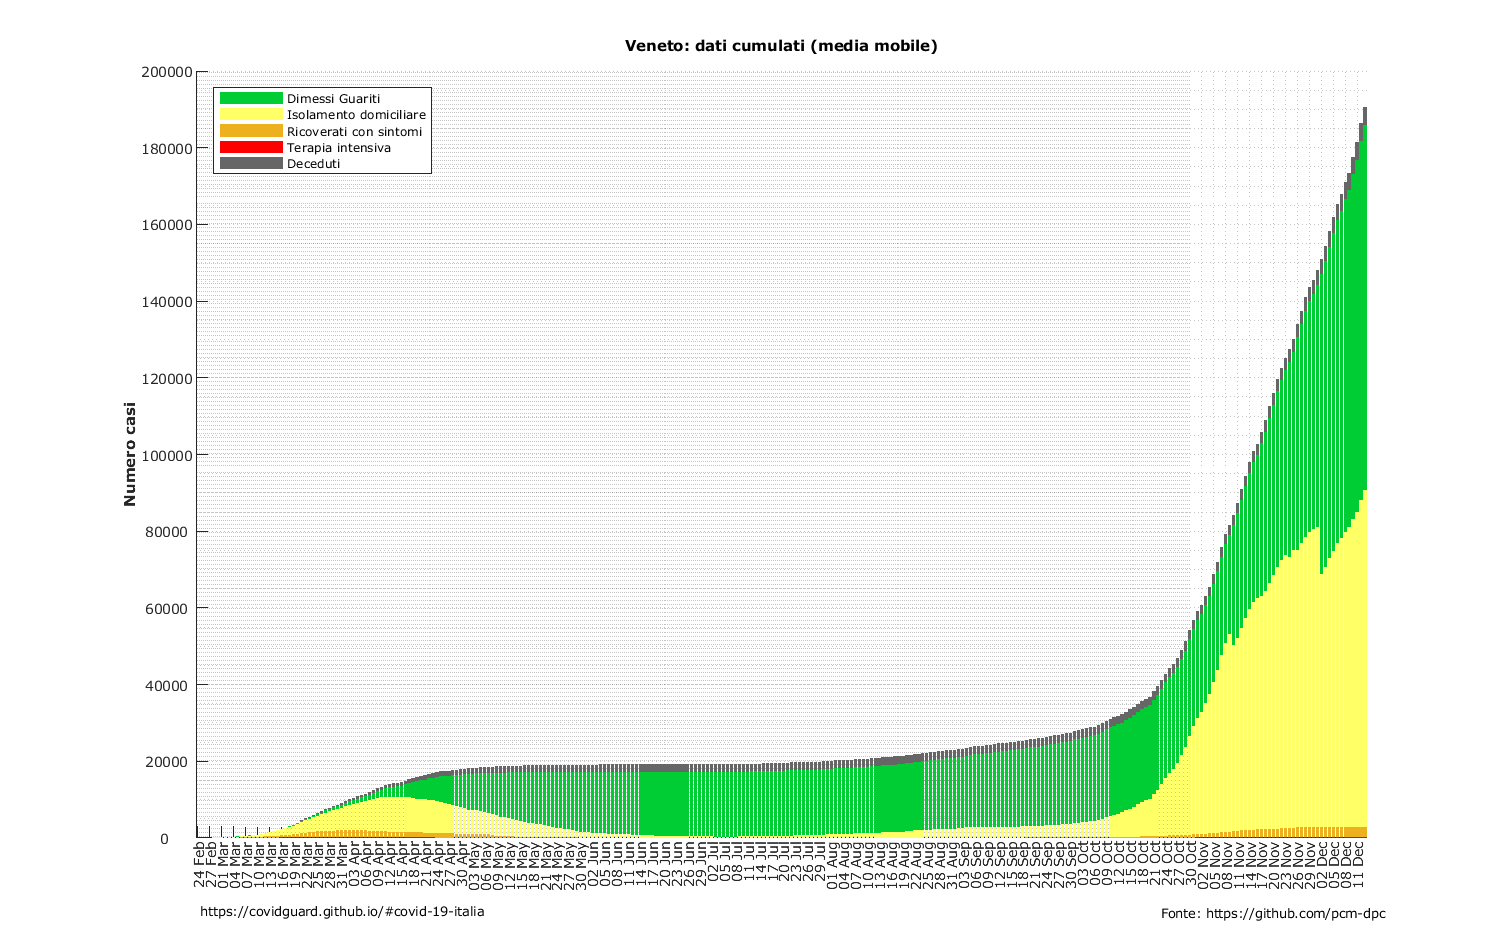 Veneto: dati cumulati (media mobile)
200000
180000
160000
140000
120000
100000
80000
60000
40000
20000
0
Numero casi
Dimessi Guariti
Isolamento domiciliare
Ricoverati con sintomi
Terapia intensiva
Deceduti
24 Feb
27 Feb
01 Mar
04 Mar
07 Mar
10 Mar
13 Mar
16 Mar
19 Mar
22 Mar
25 Mar
28 Mar
31 Mar
03 Apr
06 Apr
09 Apr
12 Apr
15 Apr
18 Apr
21 Apr
24 Apr
27 Apr
30 Apr
03 May
06 May
09 May
12 May
15 May
18 May
21 May
24 May
27 May
30 May
02 Jun
05 Jun
08 Jun
11 Jun
14 Jun
17 Jun
20 Jun
23 Jun
26 Jun
29 Jun
02 Jul
05 Jul
08 Jul
11 Jul
14 Jul
17 Jul
20 Jul
23 Jul
26 Jul
29 Jul
01 Aug
04 Aug
07 Aug
10 Aug
13 Aug
16 Aug
19 Aug
22 Aug
25 Aug
28 Aug
31 Aug
03 Sep
06 Sep
09 Sep
12 Sep
15 Sep
18 Sep
21 Sep
24 Sep
27 Sep
30 Sep
03 Oct
06 Oct
09 Oct
12 Oct
15 Oct
18 Oct
21 Oct
24 Oct
27 Oct
30 Oct
02 Nov
05 Nov
08 Nov
11 Nov
14 Nov
17 Nov
20 Nov
23 Nov
26 Nov
29 Nov
02 Dec
05 Dec
08 Dec
11 Dec
https://covidguard.github.io/#covid-19-italia
Fonte: https://github.com/pcm-dpc